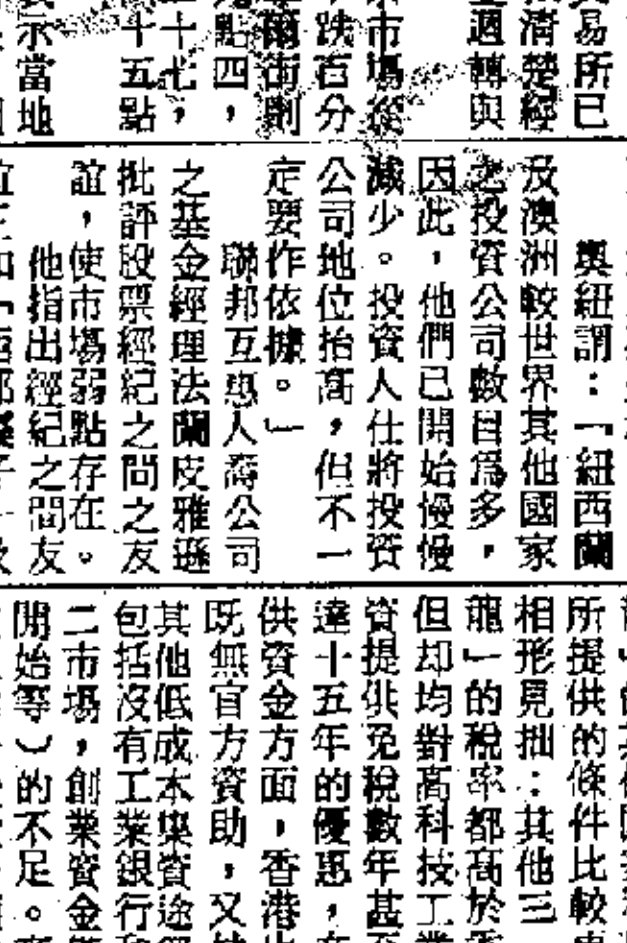 易所已
清楚經
週轉與
市場從
跌百分
爾街剴
點四，
十七，
十五點
示當地
奧紐謂：「紐西蘭
及澳洲較世界其他國家
之投資公司數目爲多，
因此，他們已開始慢慢
減少。投資人仕將投資
公司地位抬高，但不一
定要作依據。」
聯邦互惠人壽公司
之基金經理法蘭皮雅遜
批評股票經紀之間之友
誼，使市場弱點存在。
他指出經紀之間友
所提供的條件比較
相形見拙：其他三
龍」的稅率都高於
但却均對高科技工業
資提供免稅數年甚至
達十五年的優惠，在
供資金方面，香港
既無官方資助，又
其他低成本集資途
包括沒有工業銀行
二市場，創業資金
開始等）的不足。